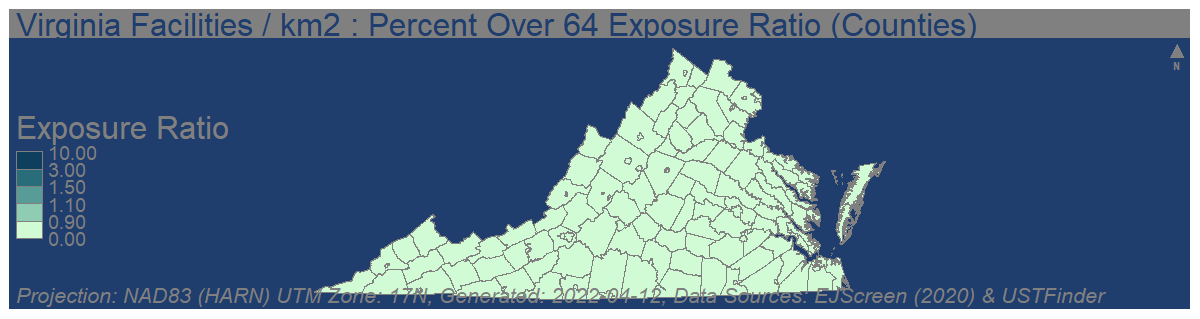 Virginia Facilities / km2 : Percent Over 64 Exposure Ratio (Counties)
N
Exposure Ratio
10.00
3.00
1.50
1.10
0.90
0.00
Projection: NAD83 (HARN) UTM Zone: 17N, Generated: 2022-04-12, Data Sources: EJScreen (2020) & USTFinder